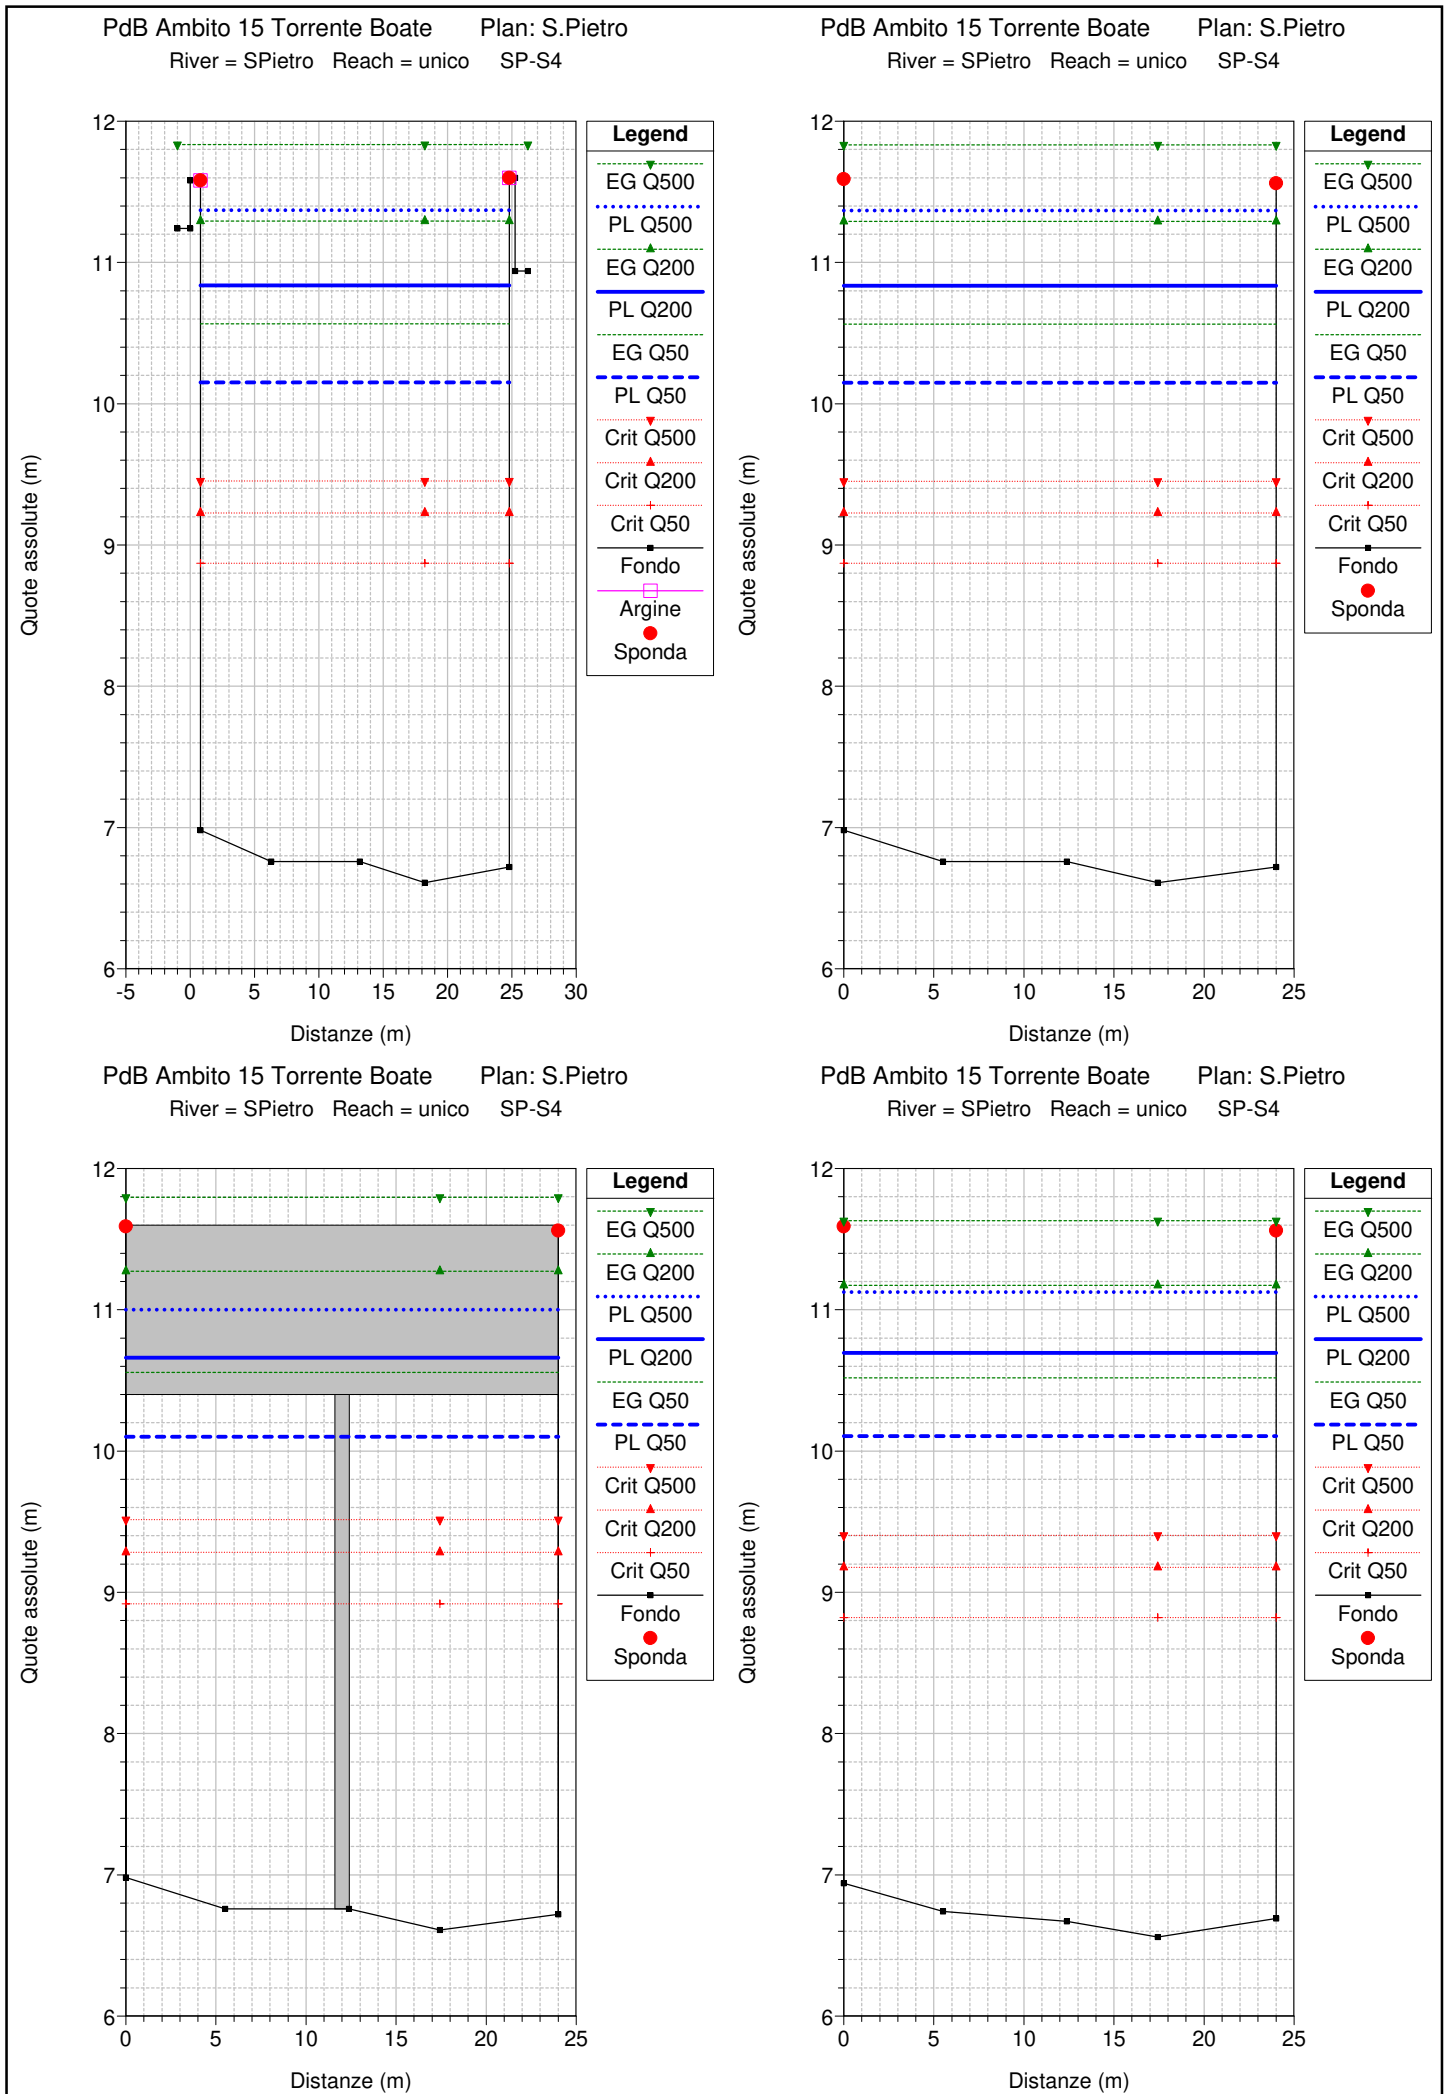 PdB Ambito 15 Torrente Boate Plan: S.Pietro
River = SPietro Reach = unico SP-S4
12
11
10
9
8
7
6
-5 0 5 10 15 20 25 30
Quote assolute (m)
Distanze (m)
Legend
EG Q500
PL Q500
EG Q200
PL Q200
EG Q50
PL Q50
Crit Q500
Crit Q200
Crit Q50
Fondo
Argine
Sponda
PdB Ambito 15 Torrente Boate Plan: S.Pietro
River = SPietro Reach = unico SP-S4
12
11
10
9
8
7
6
0 5 10 15 20 25
Quote assolute (m)
Distanze (m)
Legend
EG Q500
PL Q500
EG Q200
PL Q200
EG Q50
PL Q50
Crit Q500
Crit Q200
Crit Q50
Fondo
Sponda
PdB Ambito 15 Torrente Boate Plan: S.Pietro
River = SPietro Reach = unico SP-S4
12
11
10
9
8
7
6
0 5 10 15 20 25
Quote assolute (m)
Distanze (m)
Legend
EG Q500
EG Q200
PL Q500
PL Q200
EG Q50
PL Q50
Crit Q500
Crit Q200
Crit Q50
Fondo
Sponda
PdB Ambito 15 Torrente Boate Plan: S.Pietro
River = SPietro Reach = unico SP-S4
12
11
10
9
8
7
6
0 5 10 15 20 25
Quote assolute (m)
Distanze (m)
Legend
EG Q500
EG Q200
PL Q500
PL Q200
EG Q50
PL Q50
Crit Q500
Crit Q200
Crit Q50
Fondo
Sponda